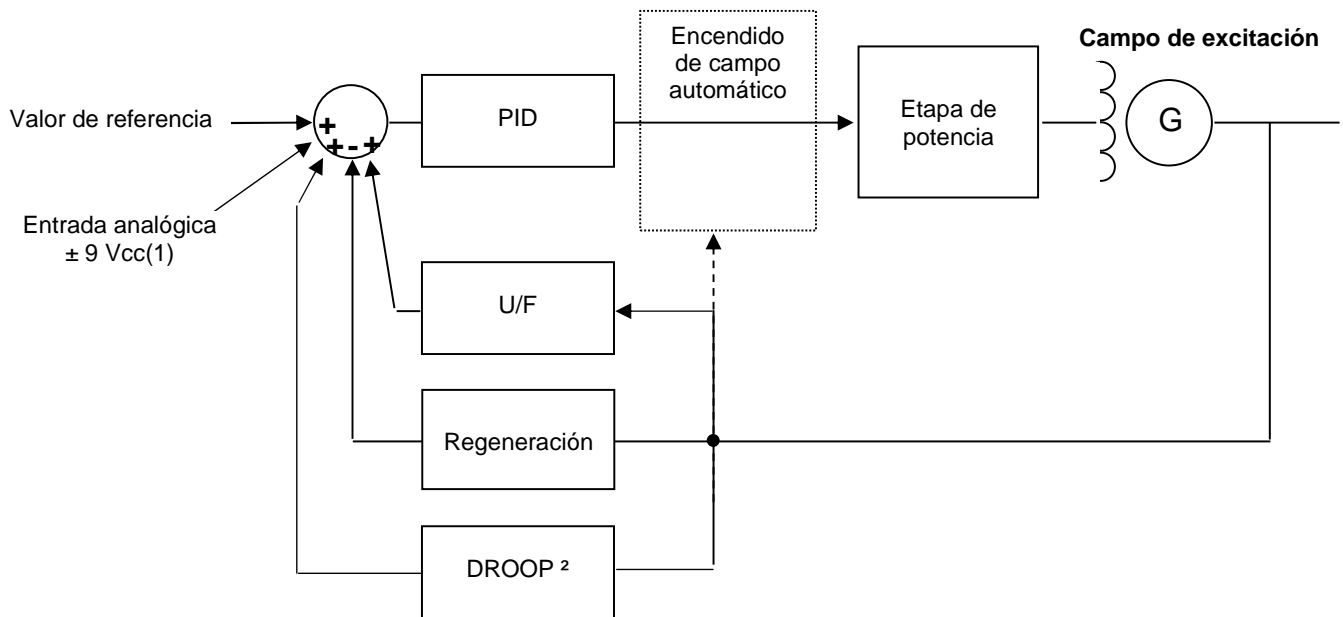 Campo de excitación
Encendido
de campo
automático
Valor de referencia
+
+
-
+
PID
Etapa de
potencia
G
Entrada analógica
± 9 Vcc(1)
U/F
Regeneración
DROOP ²